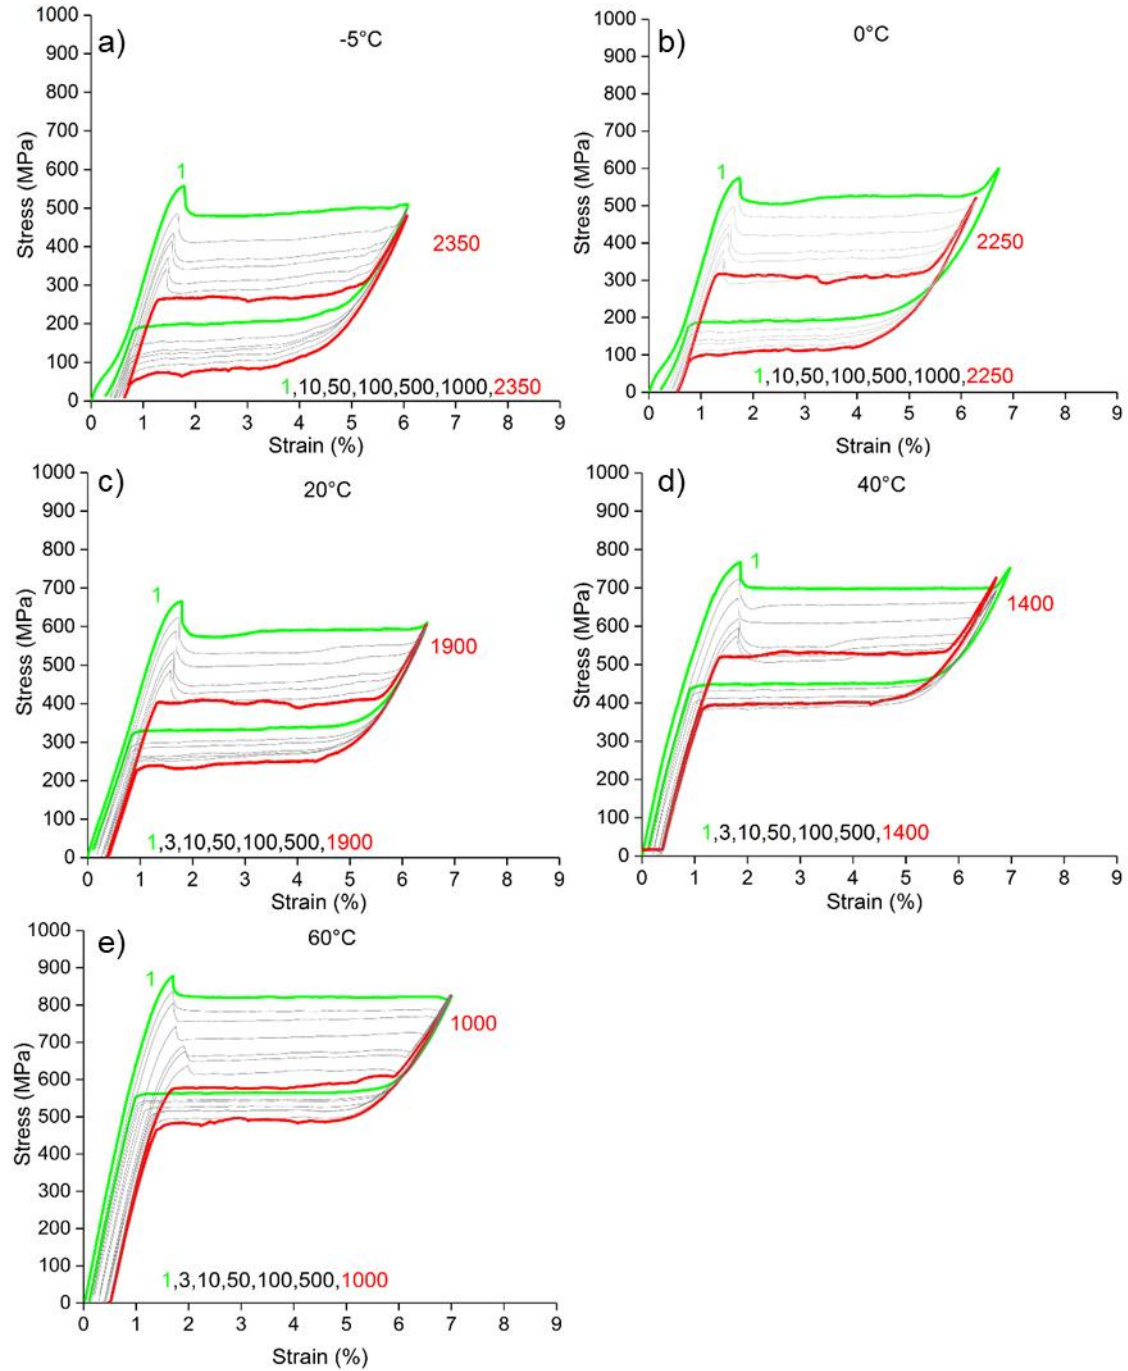 a)
-5°C
Stress (MPa)
1000
900
800
700
600
500
400
300
200
100
0
1
2350
1,10,50,100,500,1000,2350
0 1 2 3 4 5 6 7 8 9
Strain (%)
b)
0°C
Stress (MPa)
1000
900
800
700
600
500
400
300
200
100
0
1
2250
1,10,50,100,500,1000,2250
0 1 2 3 4 5 6 7 8 9
Strain (%)
c)
20°C
Stress (MPa)
1000
900
800
700
600
500
400
300
200
100
0
1
1900
1,3,10,50,100,500,1900
0 1 2 3 4 5 6 7 8 9
Strain (%)
d)
40°C
Stress (MPa)
1000
900
800
700
600
500
400
300
200
100
0
1
1400
1,3,10,50,100,500,1400
0 1 2 3 4 5 6 7 8 9
Strain (%)
e)
60°C
Stress (MPa)
1000
900
800
700
600
500
400
300
200
100
0
1
1000
1,3,10,50,100,500,1000
0 1 2 3 4 5 6 7 8 9
Strain (%)